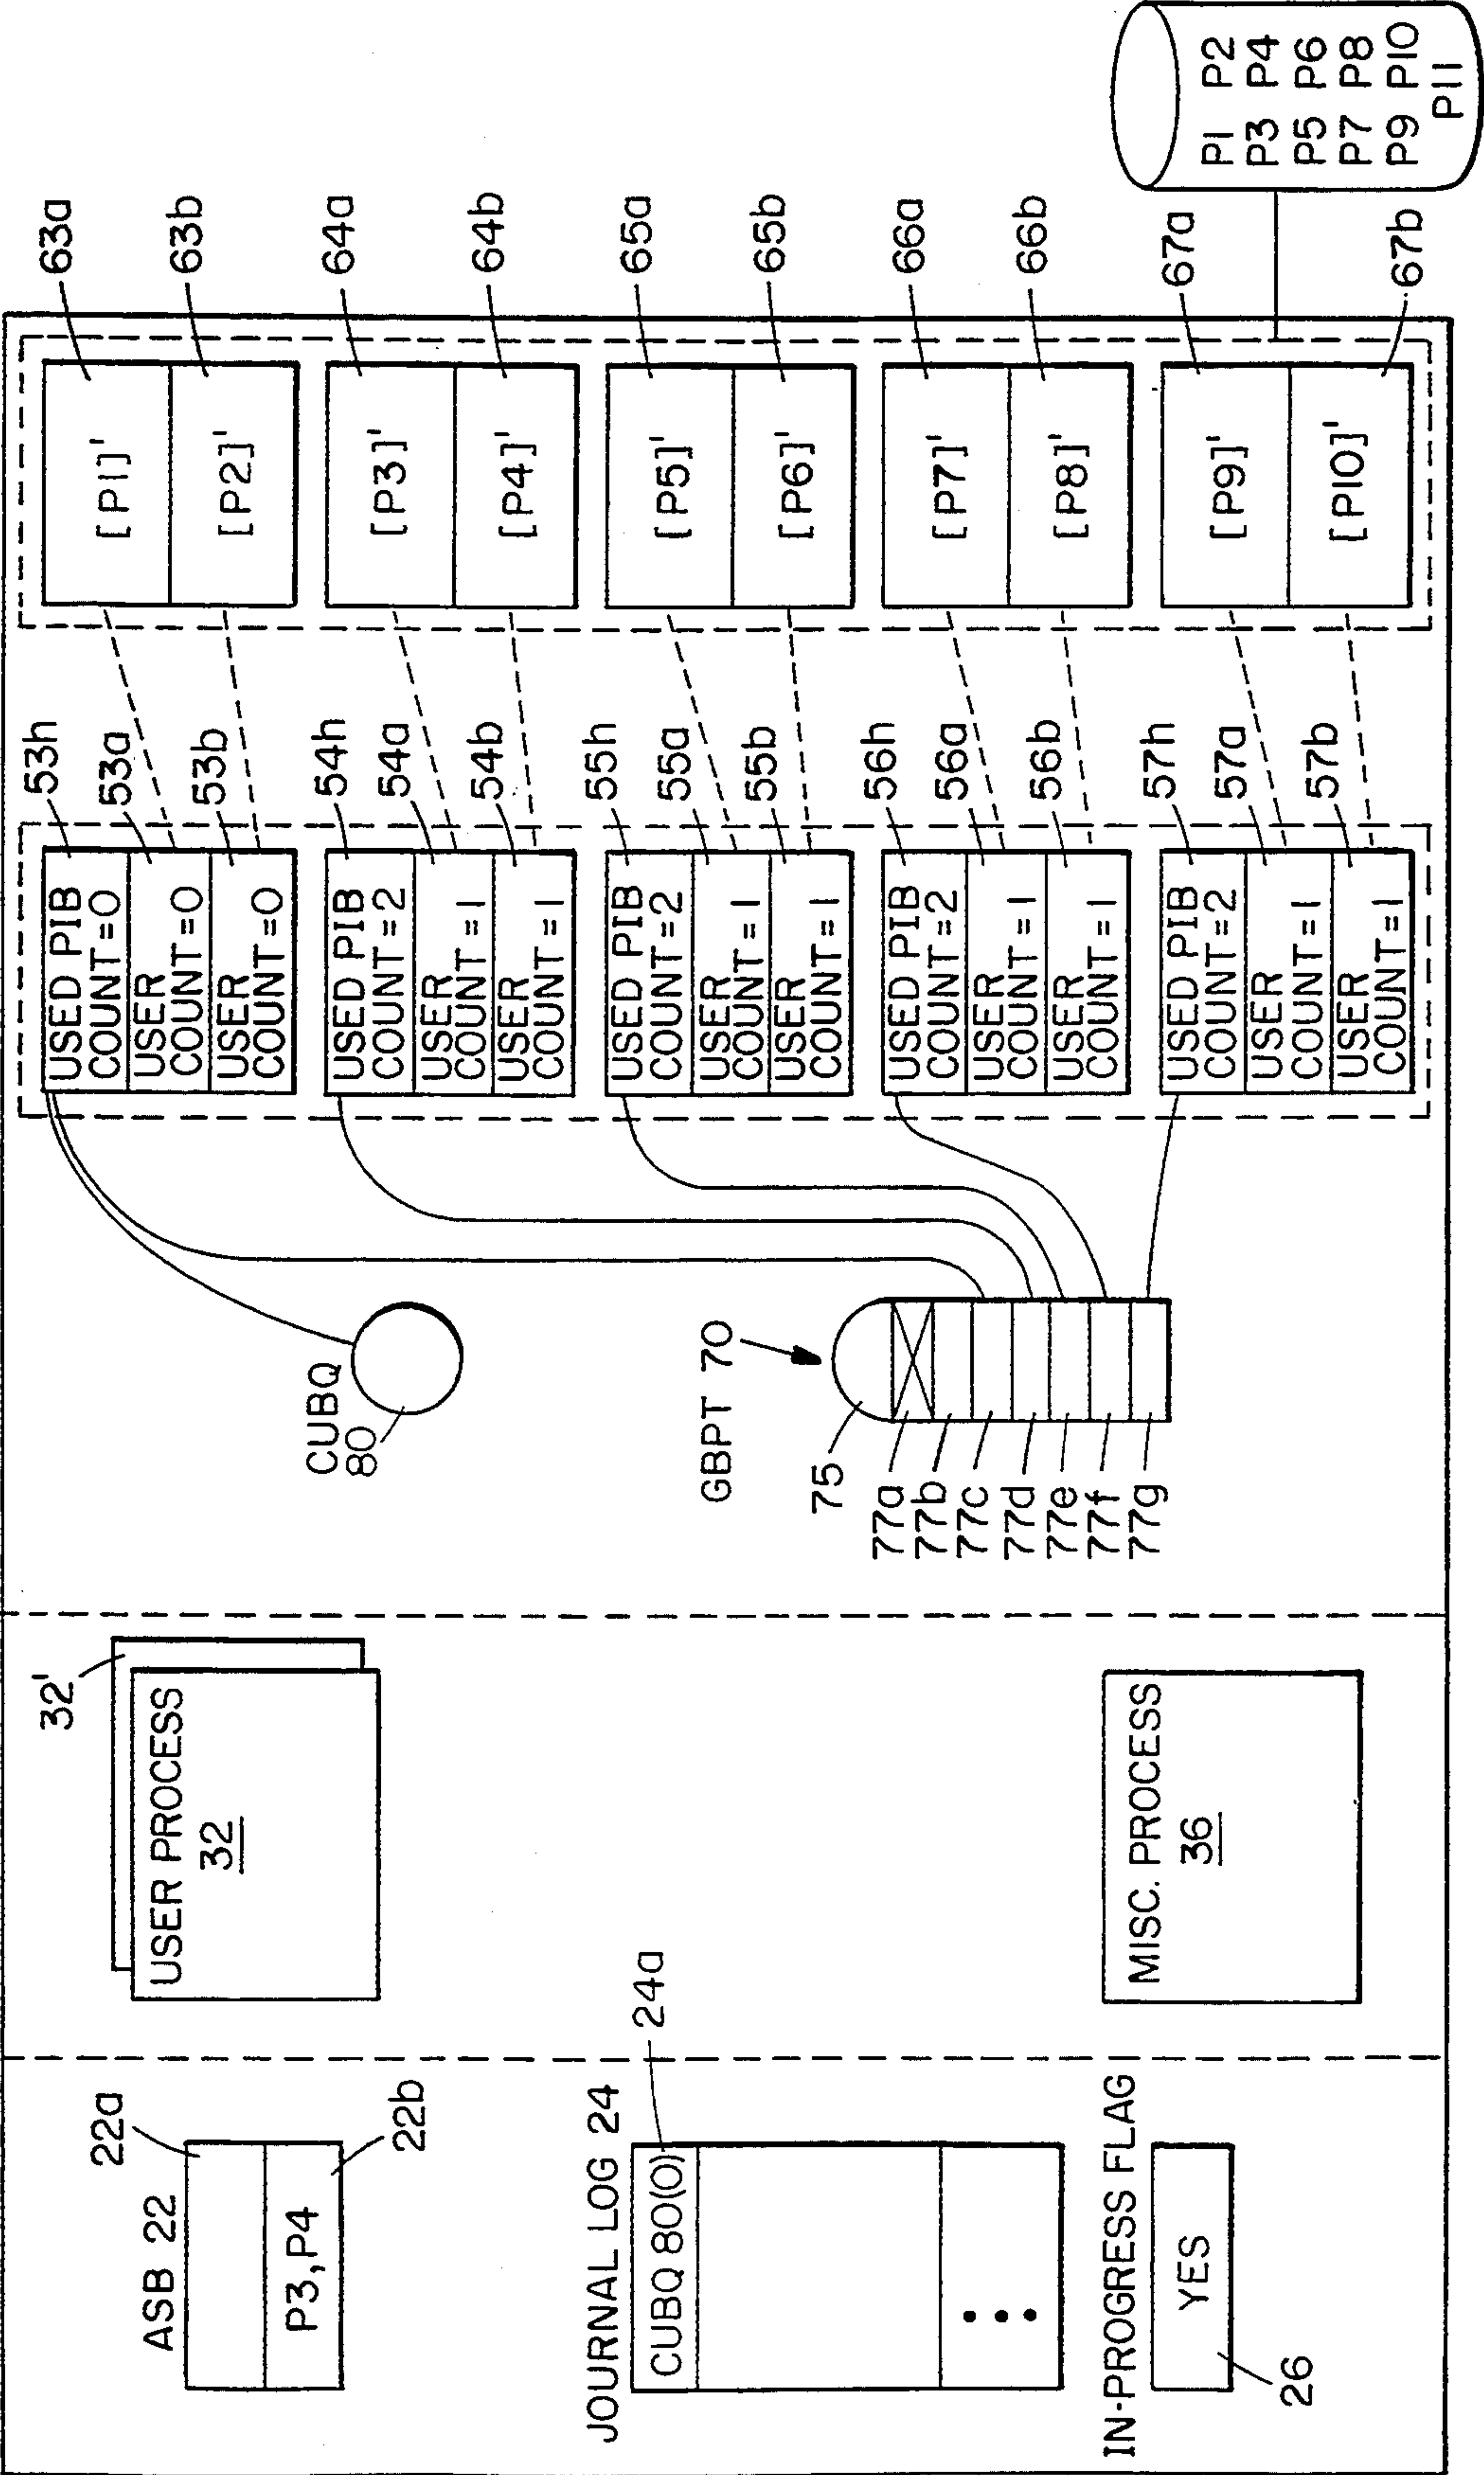 ASB 22
22a
P3,P4
22b
JOURNAL LOG 24
CUBQ 80(0)
24a
• • •
IN-PROGRESS FLAG
YES
26
32'
USER PROCESS
32
MISC. PROCESS
36
CUBQ
80
GBPT 70
75
77a
77b
77c
77d
77e
77f
77g
USED PIB
COUNT=0
USER
COUNT=0
USER
COUNT=0
53h
53a
53b
USED PIB
COUNT=2
USER
COUNT=1
USER
COUNT=1
54h
54a
54b
USED PIB
COUNT=2
USER
COUNT=1
USER
COUNT=1
55h
55a
55b
USED PIB
COUNT=2
USER
COUNT=1
USER
COUNT=1
56h
56a
56b
USED PIB
COUNT=2
USER
COUNT=1
USER
COUNT=1
57h
57a
57b
[P1]'
63a
[P2]'
63b
[P3]'
64a
[P4]'
64b
[P5]'
65a
[P6]'
65b
[P7]'
66a
[P8]'
66b
[P9]'
67a
[P10]'
67b
P1 P2
P3 P4
P5 P6
P7 P8
P9 P10
P11